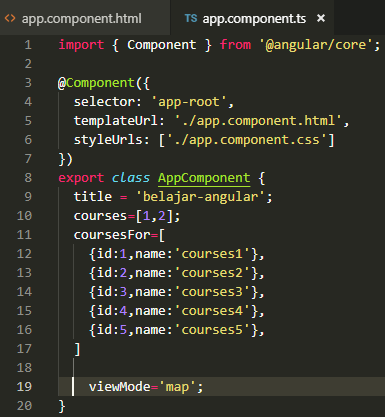 <> app.component.html TS app.component.ts ×
1 import { Component } from '@angular/core';
2
3 @Component({
4   selector: 'app-root',
5   templateUrl: './app.component.html',
6   styleUrls: ['./app.component.css']
7 })
8 export class AppComponent {
9   title = 'belajar-angular';
10   courses=[1,2];
11   coursesFor=[
12     {id:1,name:'courses1'},
13     {id:2,name:'courses2'},
14     {id:3,name:'courses3'},
15     {id:4,name:'courses4'},
16     {id:5,name:'courses5'},
17   ]
18
19     viewMode='map';
20 }